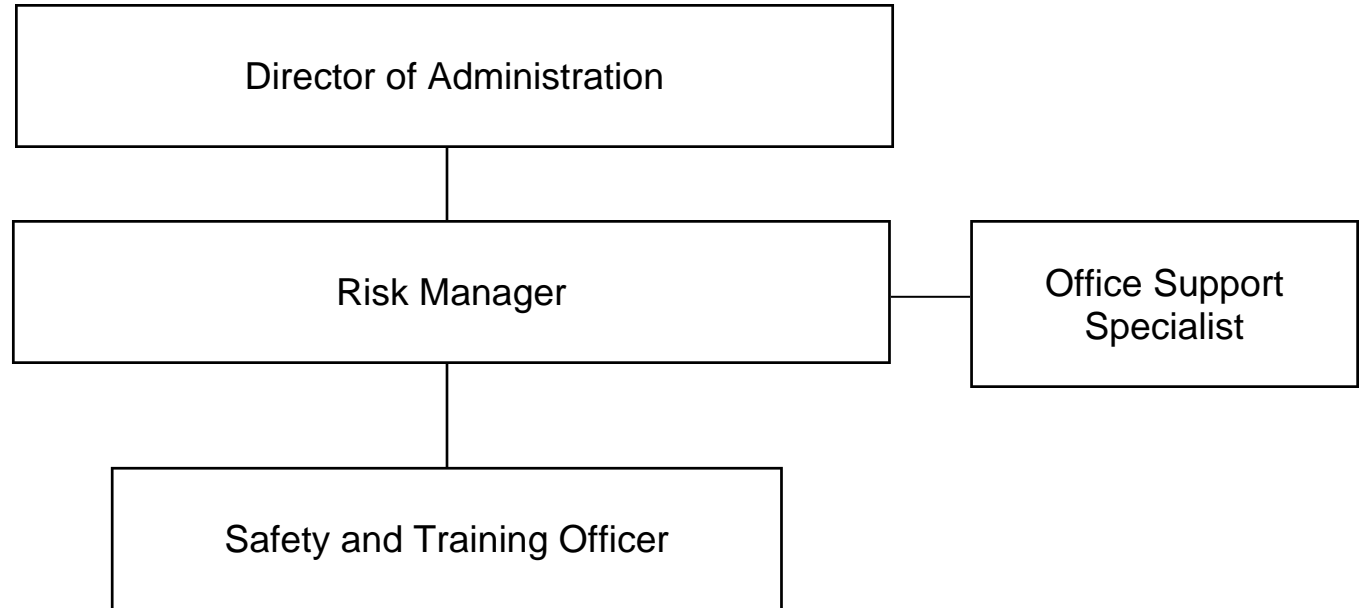 Director of Administration
Risk Manager
Office Support
Specialist
Safety and Training Officer